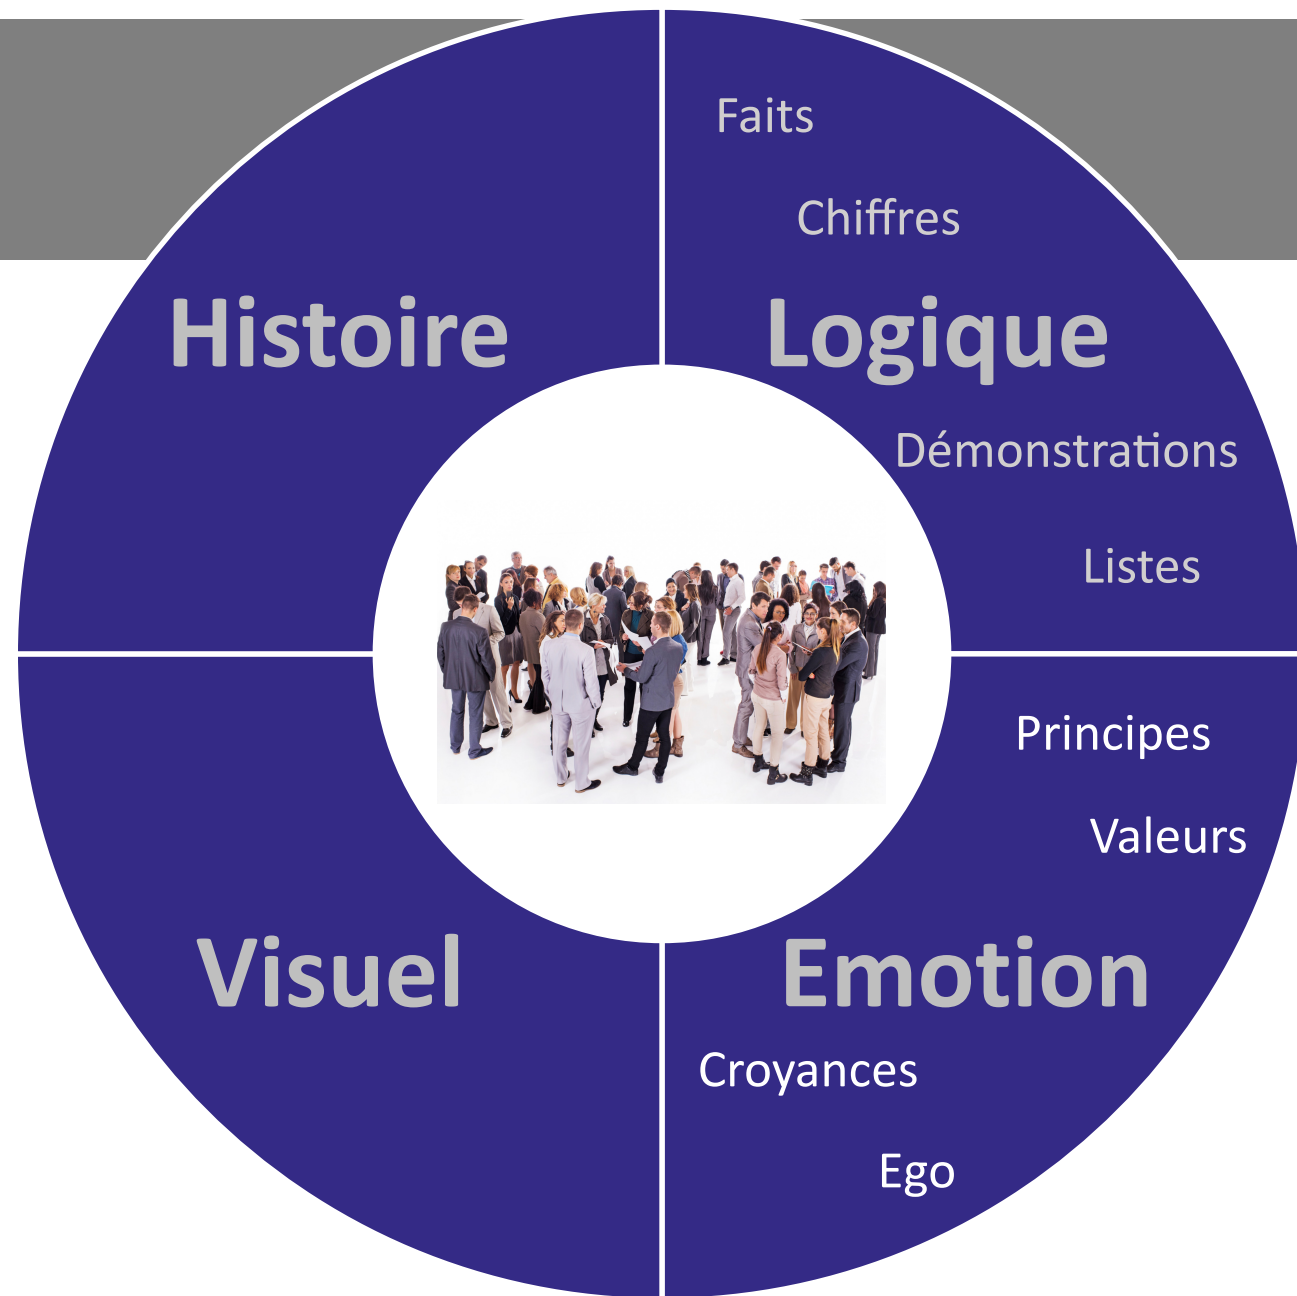 Faits
Chiffres
Histoire
Logique
Démonstrations
Listes
Principes
Valeurs
Visuel
Emotion
Croyances
Ego